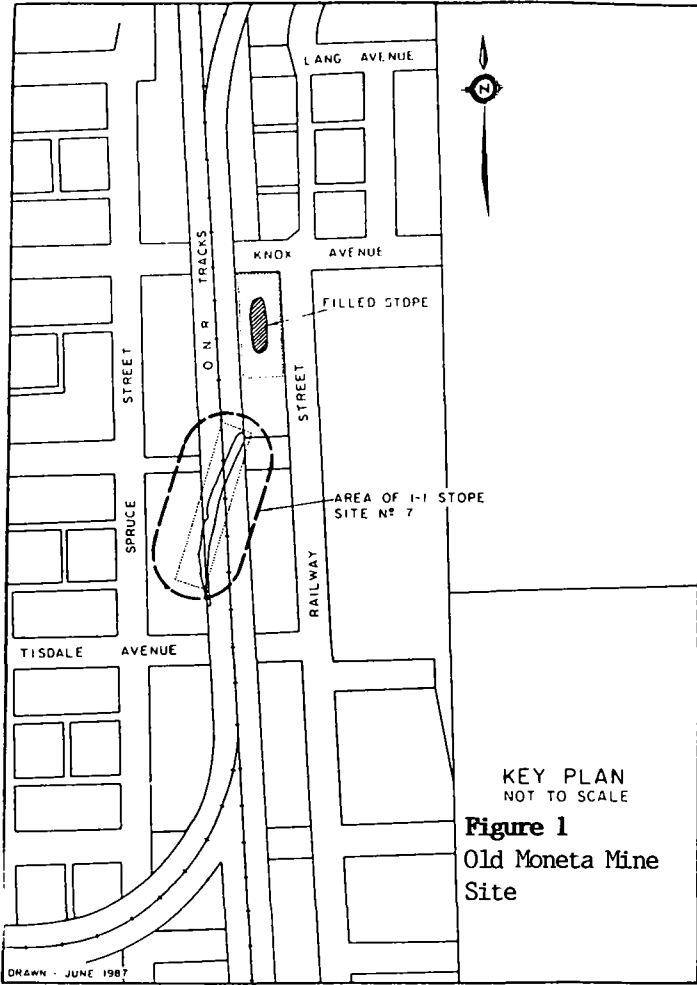 LANG AVENUE
N
KNOX AVENUE
O N R TRACKS
FILLED STOPE
STREET
STREET
AREA OF 1-1 STOPE
SITE Nº 7
SPRUCE
RAILWAY
TISDALE AVENUE
KEY PLAN
NOT TO SCALE
Figure 1
Old Moneta Mine
Site
DRAWN - JUNE 1987